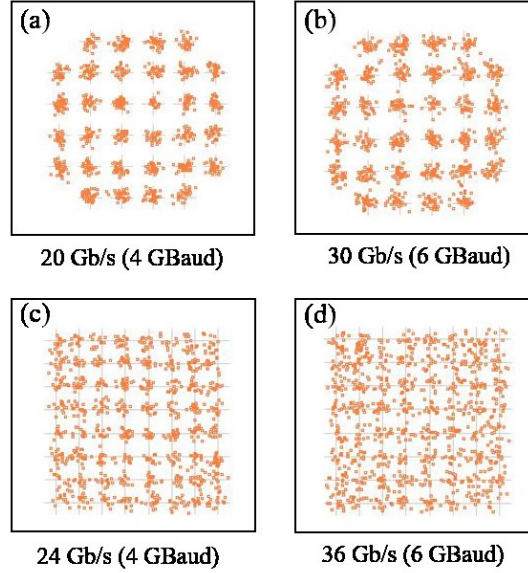 (a)
(b)
20 Gb/s (4 GBaud)
30 Gb/s (6 GBaud)
(c)
(d)
24 Gb/s (4 GBaud)
36 Gb/s (6 GBaud)